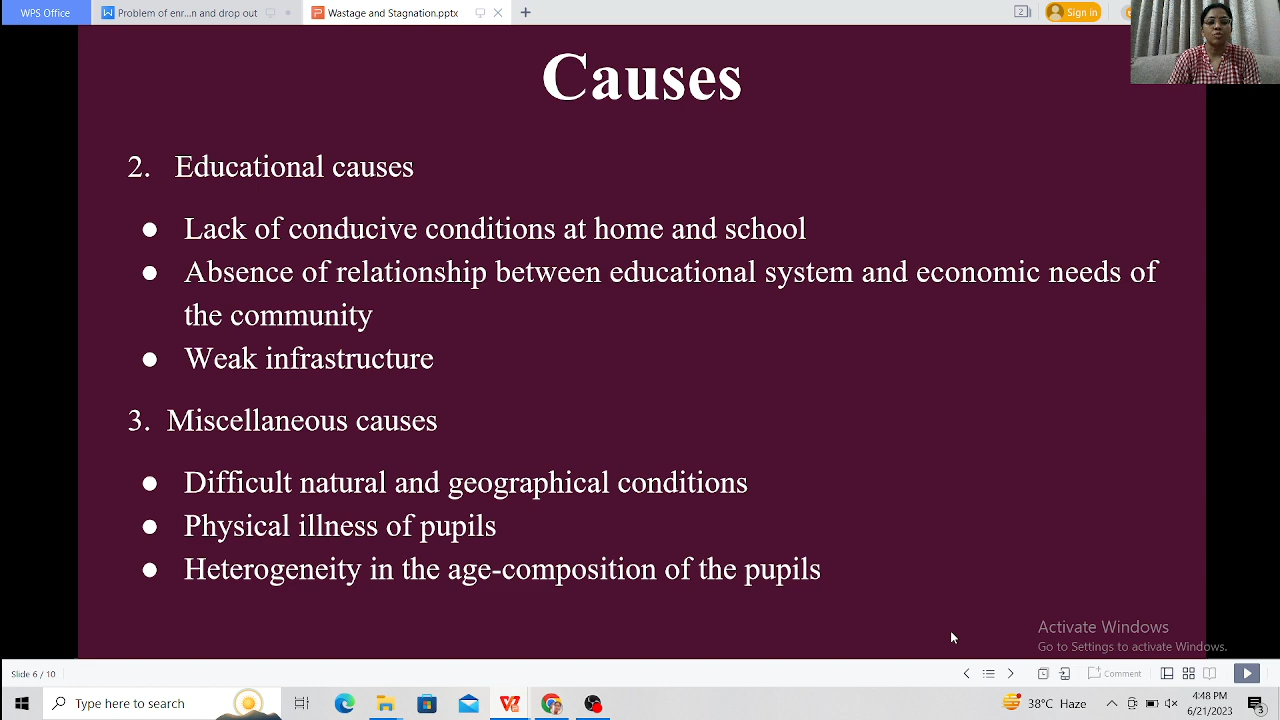 WPS Office
Problem of enr
nd drop out
Wastage and Stagnation.pptx
2
Sign in
Causes
2. Educational causes
● Lack of conducive conditions at home and school
● Absence of relationship between educational system and economic needs of
the community
● Weak infrastructure
3. Miscellaneous causes
● Difficult natural and geographical conditions
● Physical illness of pupils
● Heterogeneity in the age-composition of the pupils
Activate Windows
Go to Settings to activate Windows.
Slide 6 / 10
Comment
Type here to search
38°C Haze
4:48 PM
6/21/2023
3